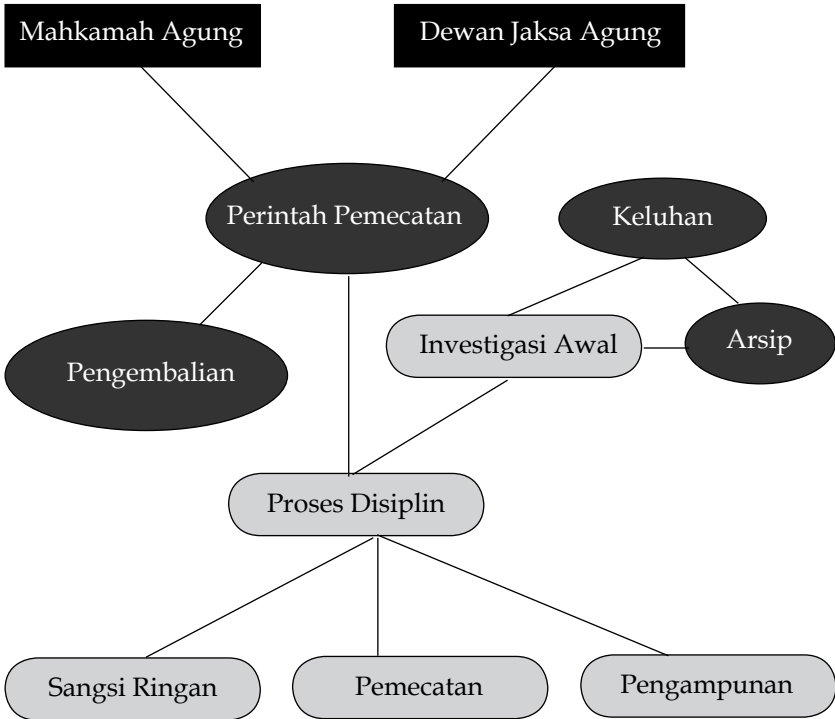 Mahkamah Agung
Dewan Jaksa Agung
Perintah Pemecatan
Keluhan
Investigasi Awal
Arsip
Pengembalian
Proses Disiplin
Sangsi Ringan
Pemecatan
Pengampunan